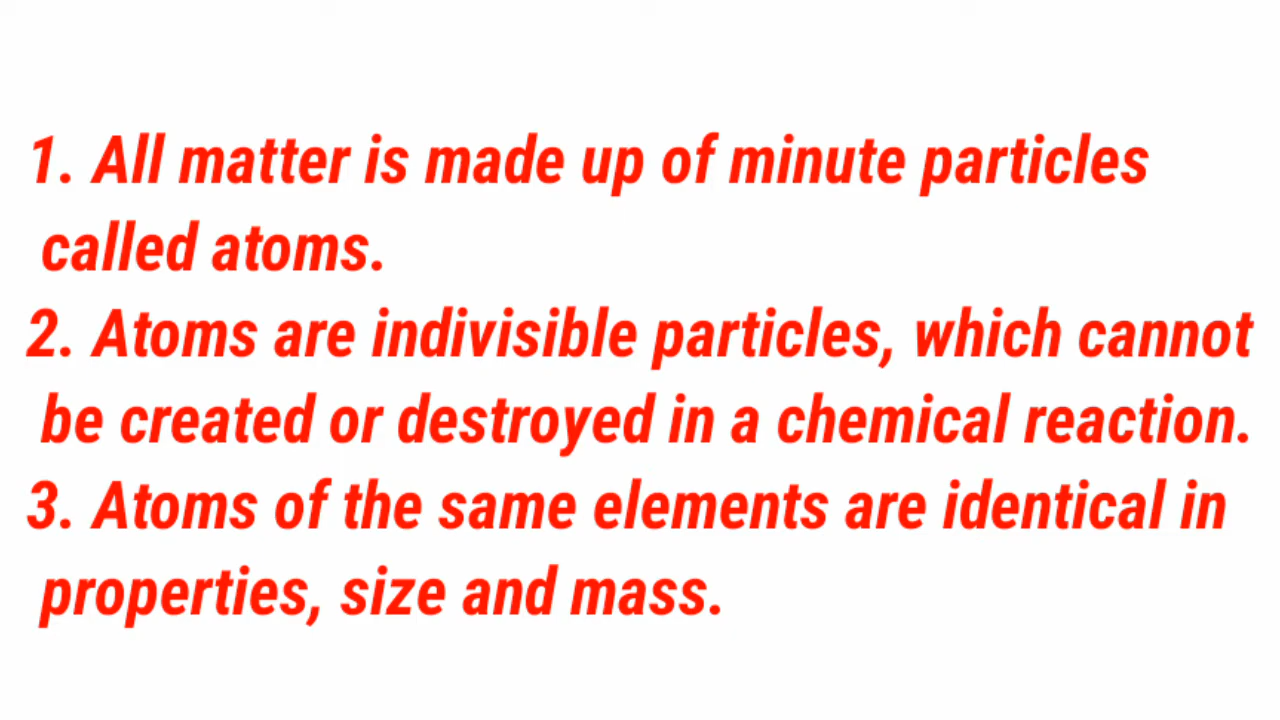 1. All matter is made up of minute particles
called atoms.
2. Atoms are indivisible particles, which cannot
be created or destroyed in a chemical reaction.
3. Atoms of the same elements are identical in
properties, size and mass.